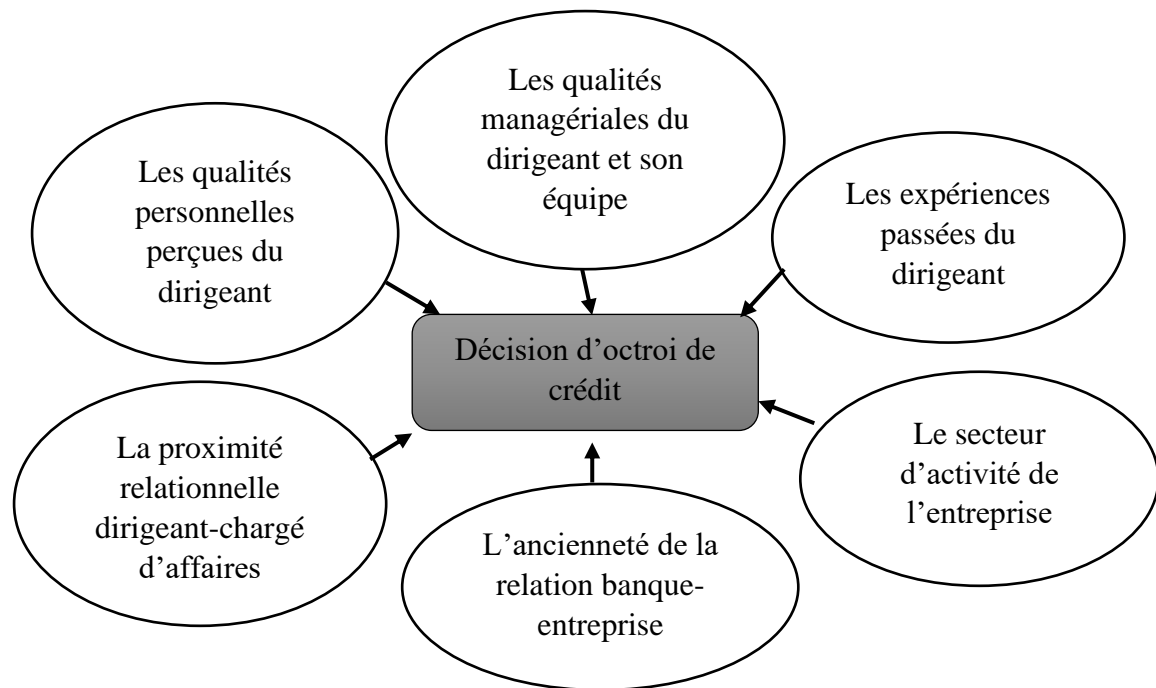 Les qualités
managériales du
dirigeant et son
équipe
Les qualités
personnelles
perçues du
dirigeant
Les expériences
passées du
dirigeant
Décision d’octroi de
crédit
La proximité
relationnelle
dirigeant-chargé
d’affaires
Le secteur
d’activité de
l’entreprise
L’ancienneté de la
relation banque-
entreprise